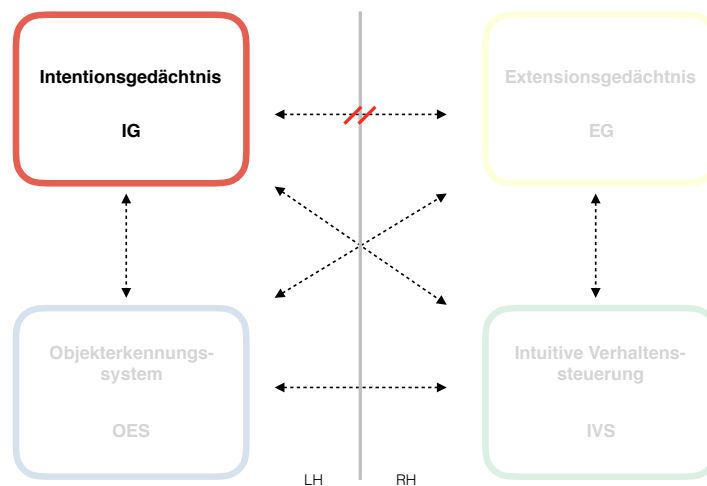 Intentionsgedächtnis
IG
Extensionsgedächtnis
EG
Objekterkennungs-
system
OES
Intuitive Verhaltens-
steuerung
IVS
LH
RH